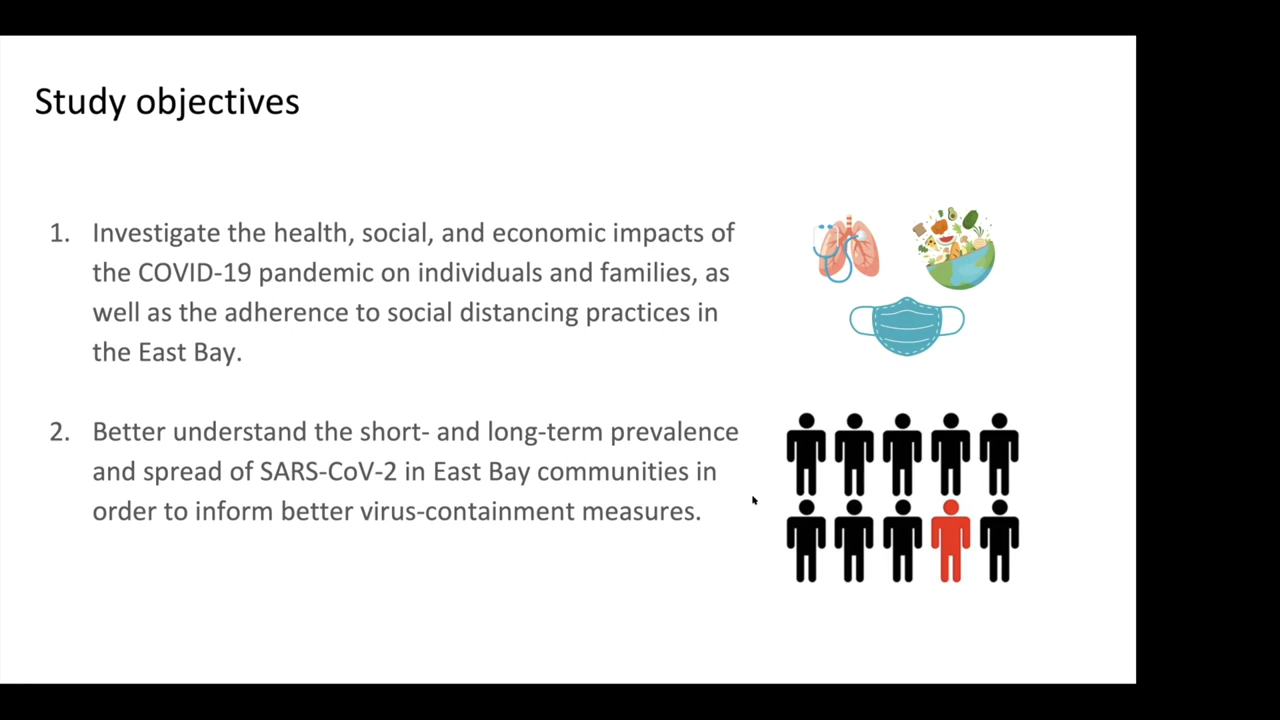 Study objectives
1. Investigate the health, social, and economic impacts of
the COVID-19 pandemic on individuals and families, as
well as the adherence to social distancing practices in
the East Bay.
2. Better understand the short- and long-term prevalence
and spread of SARS-CoV-2 in East Bay communities in
order to inform better virus-containment measures.